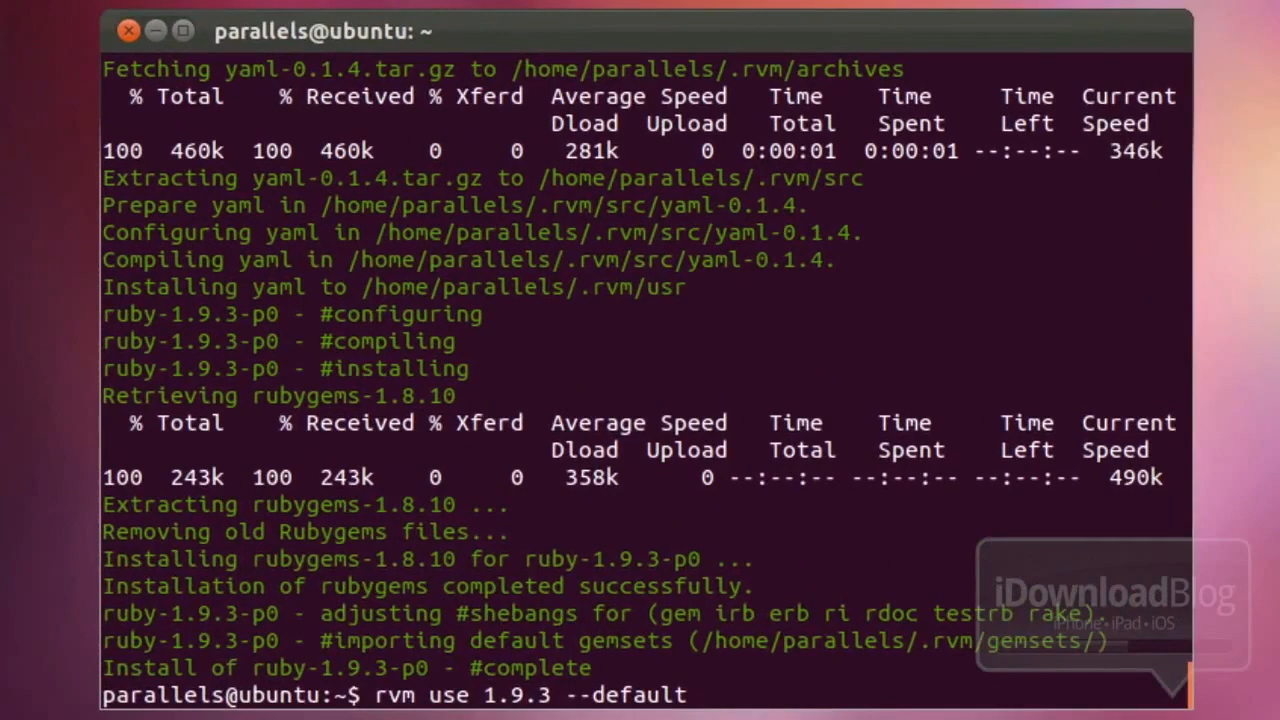 parallels@ubuntu: ~
Fetching yaml-0.1.4.tar.gz to /home/parallels/.rvm/archives
% Total % Received % Xferd Average Speed Time Time Time Current
Dload Upload Total Spent Left Speed
100 460k 100 460k 0 0 281k 0 0:00:01 0:00:01 --:--:-- 346k
Extracting yaml-0.1.4.tar.gz to /home/parallels/.rvm/src
Prepare yaml in /home/parallels/.rvm/src/yaml-0.1.4.
Configuring yaml in /home/parallels/.rvm/src/yaml-0.1.4.
Compiling yaml in /home/parallels/.rvm/src/yaml-0.1.4.
Installing yaml to /home/parallels/.rvm/usr
ruby-1.9.3-p0 - #configuring
ruby-1.9.3-p0 - #compiling
ruby-1.9.3-p0 - #installing
Retrieving rubygems-1.8.10
% Total % Received % Xferd Average Speed Time Time Time Current
Dload Upload Total Spent Left Speed
100 243k 100 243k 0 0 358k 0 --:--:-- --:--:-- --:--:-- 490k
Extracting rubygems-1.8.10 ...
Removing old Rubygems files...
Installing rubygems-1.8.10 for ruby-1.9.3-p0 ...
Installation of rubygems completed successfully.
ruby-1.9.3-p0 - adjusting #shebangs for (gem irb erb ri rdoc testrb rake).
ruby-1.9.3-p0 - #importing default gemsets (/home/parallels/.rvm/gemsets/)
Install of ruby-1.9.3-p0 - #complete
parallels@ubuntu:~$ rvm use 1.9.3 --default
iDownloadBlog
iPhone • iPad • iOS